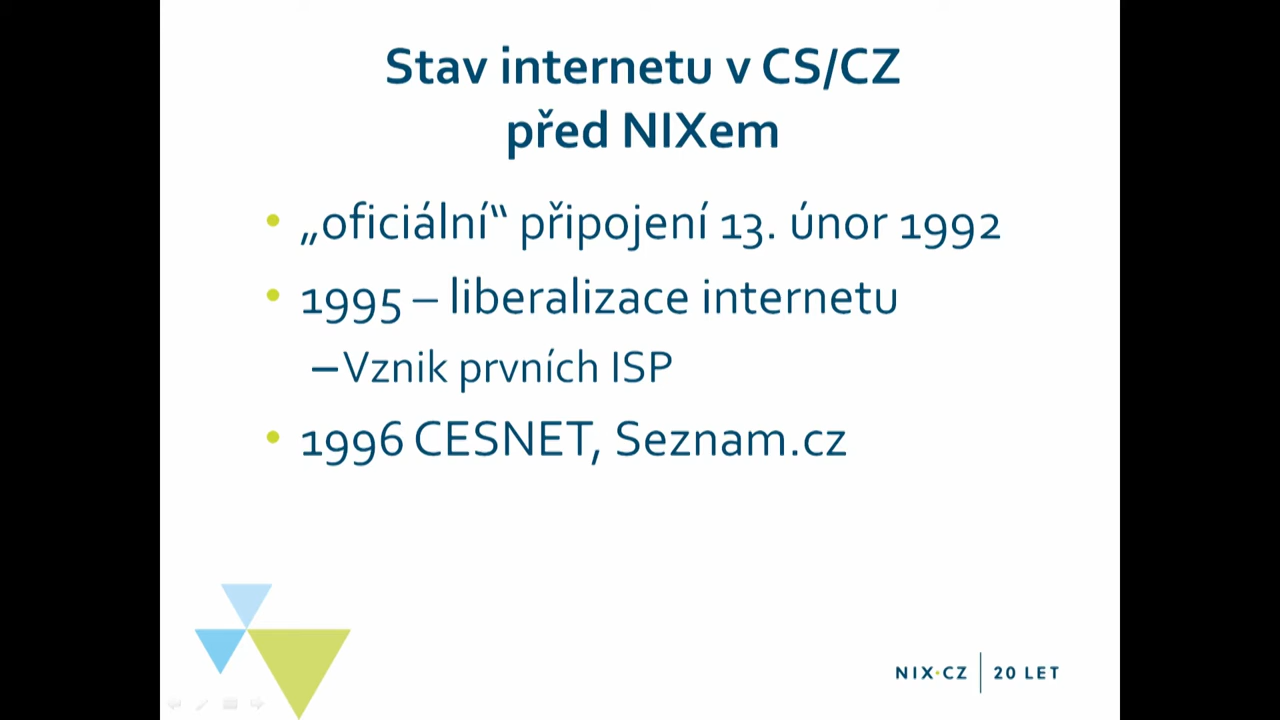 Stav internetu v CS/CZ
před NIXem
• „oficiální“ připojení 13. únor 1992
• 1995 – liberalizace internetu
–Vznik prvních ISP
• 1996 CESNET, Seznam.cz
NIX·CZ | 20 LET